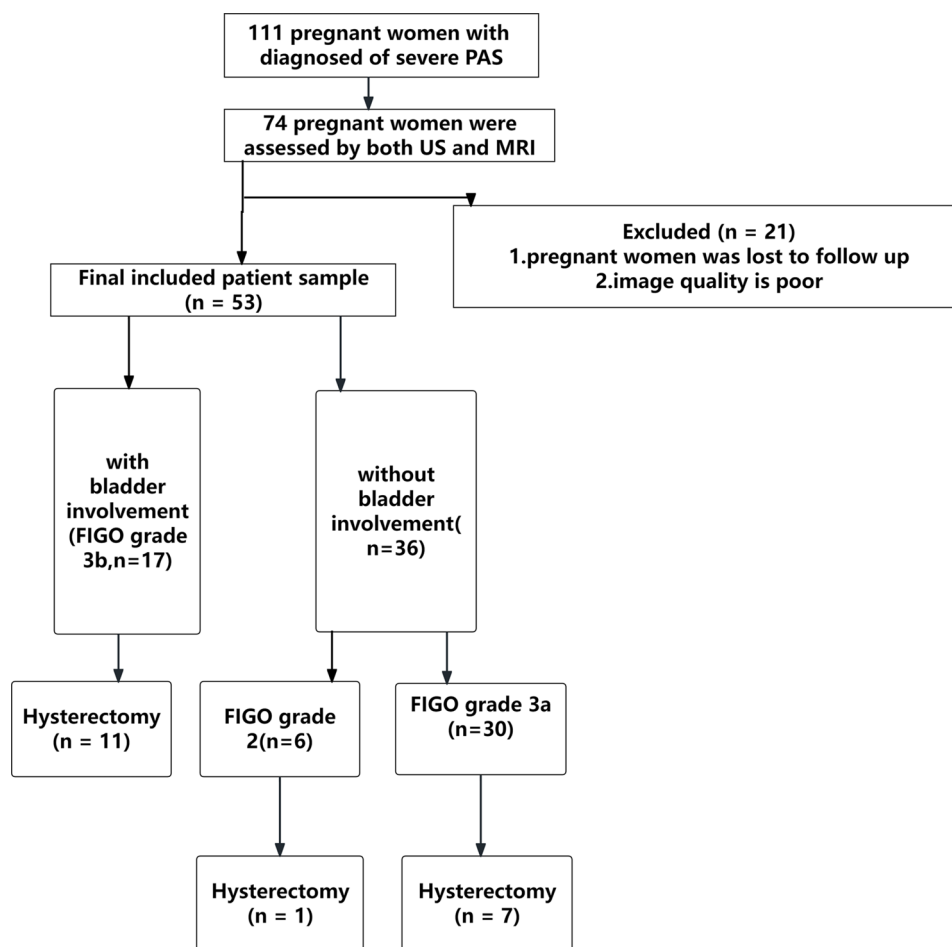 111 pregnant women with
diagnosed of severe PAS
74 pregnant women were
assessed by both US and MRI
Excluded (n = 21)
1.pregnant women was lost to follow up
2.image quality is poor
Final included patient sample
(n = 53)
with
bladder
involvement
(FIGO grade
3b,n=17)
without
bladder
involvement(
n=36)
Hysterectomy
(n = 11)
FIGO grade
2(n=6)
FIGO grade 3a
(n=30)
Hysterectomy
(n = 1)
Hysterectomy
(n = 7)